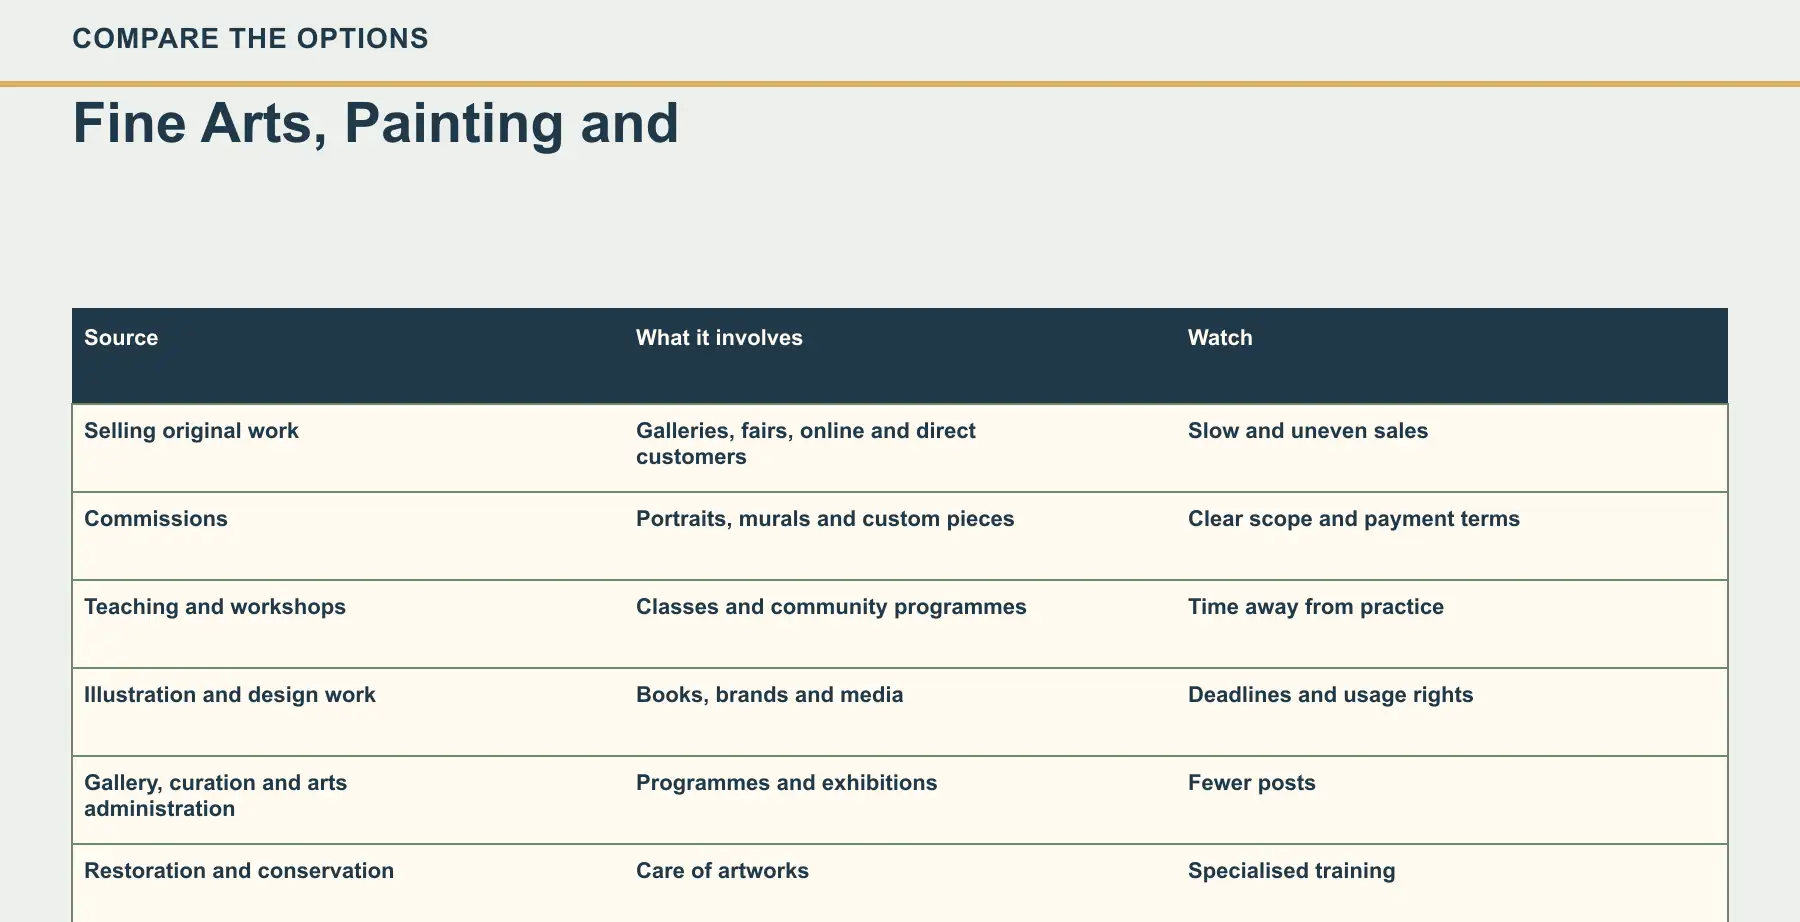 COMPARE THE OPTIONS
Fine Arts, Painting and
Source What it involves Watch
Selling original work Galleries, fairs, online and direct Slow and uneven sales
customers
Commissions Portraits, murals and custom pieces Clear scope and payment terms
Teaching and workshops Classes and community programmes Time away from practice
Illustration and design work Books, brands and media Deadlines and usage rights
Gallery, curation and arts Programmes and exhibitions Fewer posts
administration
Restoration and conservation Care of artworks Specialised training